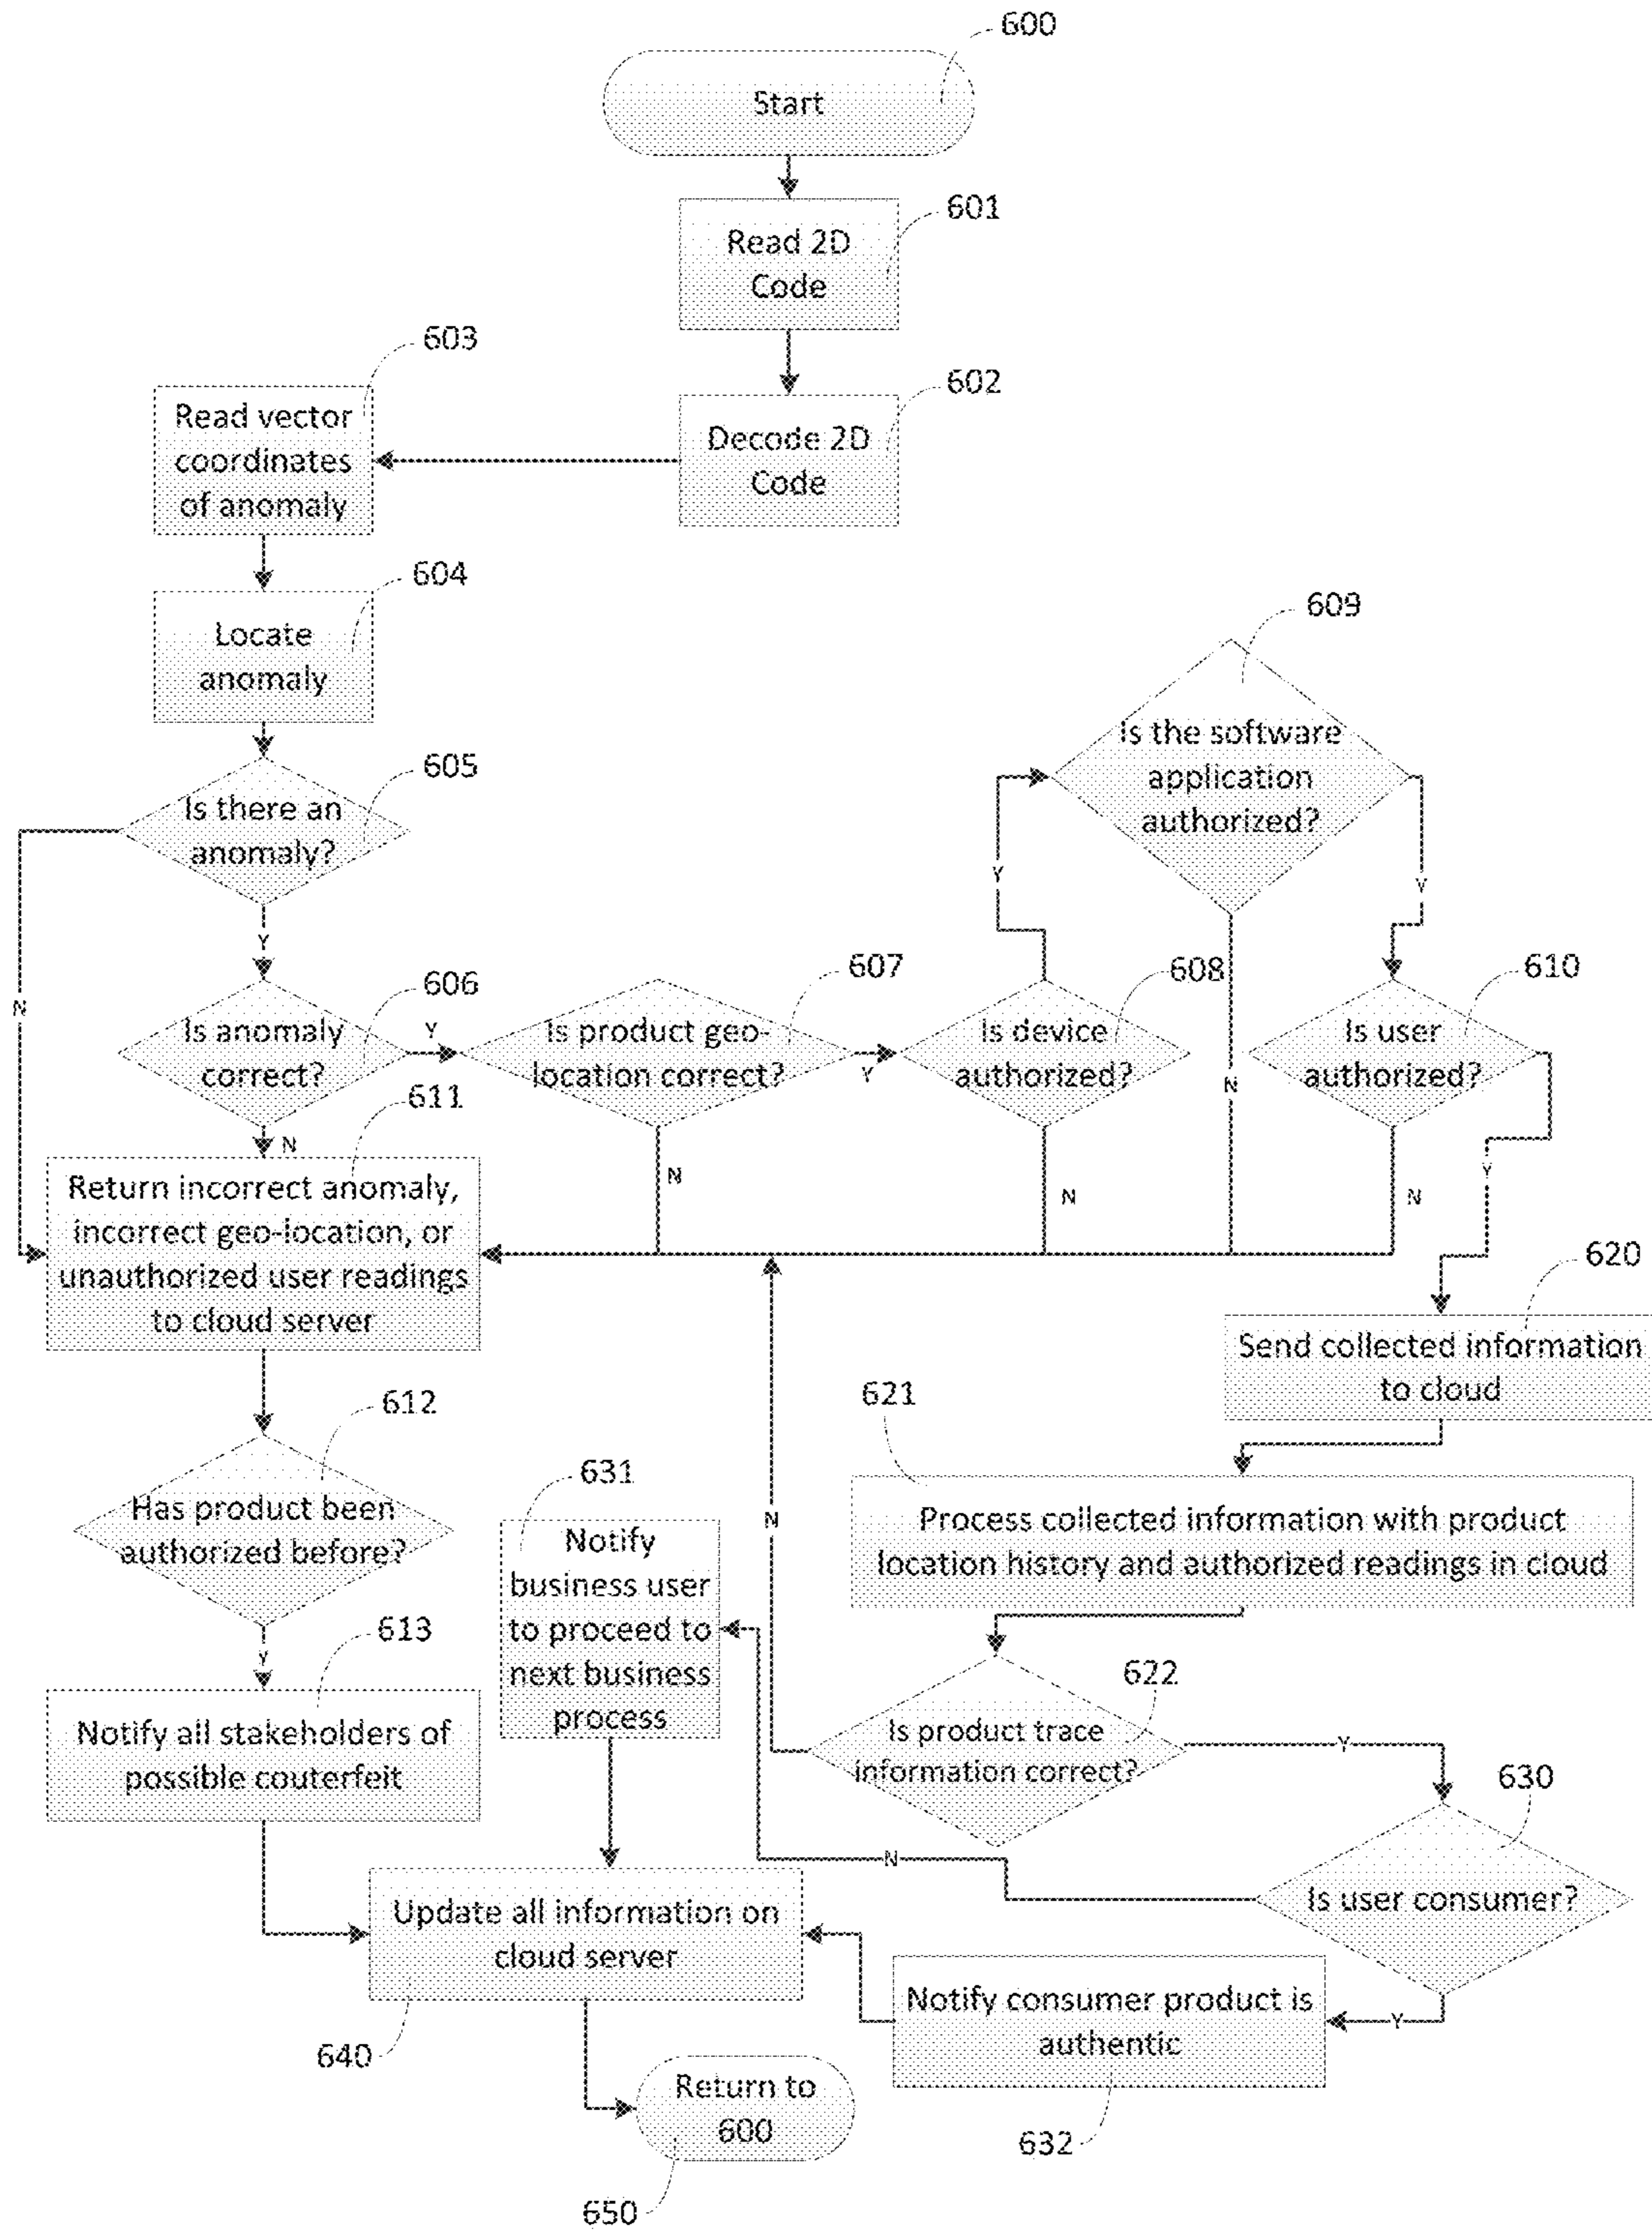 600
Start
601
Read 2D
Code
602
Decode 2D
Code
603
Read vector
coordinates
of anomaly
604
Locate
anomaly
605
Is there an
anomaly?
N
Y
606
Is anomaly
correct?
Y
N
607
Is product geo-
location correct?
Y
N
608
Is device
authorized?
Y
N
609
Is the software
application
authorized?
Y
N
610
Is user
authorized?
Y
N
611
Return incorrect anomaly,
incorrect geo-location, or
unauthorized user readings
to cloud server
612
Has product been
authorized before?
Y
613
Notify all stakeholders of
possible couterfeit
620
Send collected information
to cloud
621
Process collected information with product
location history and authorized readings in cloud
622
Is product trace
information correct?
N
Y
630
Is user consumer?
N
Y
631
Notify
business user
to proceed to
next business
process
632
Notify consumer product is
authentic
640
Update all information on
cloud server
650
Return to
600